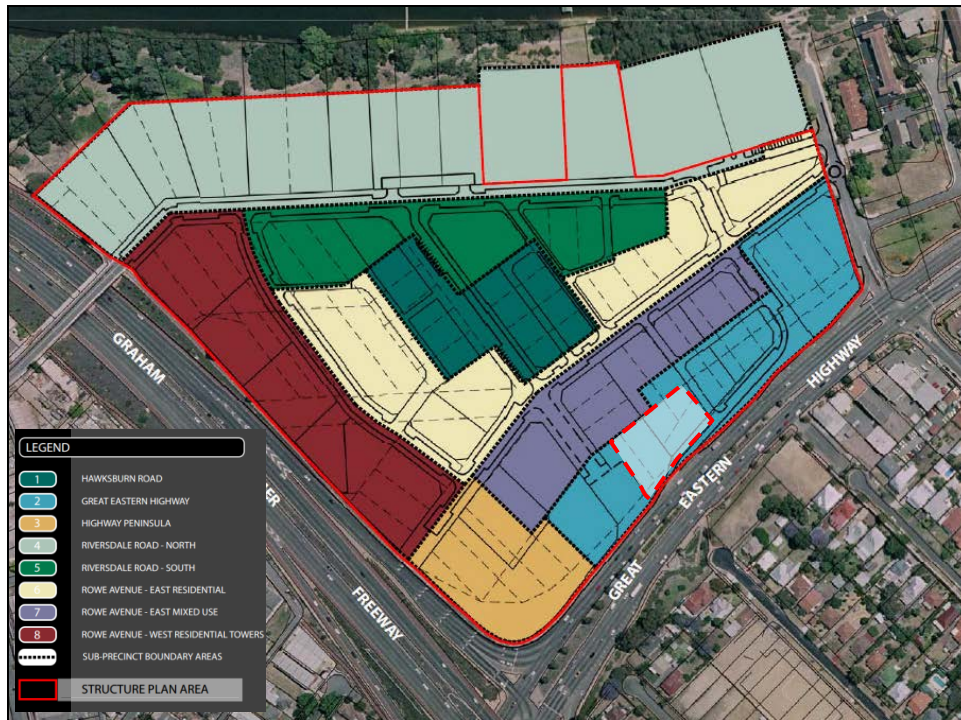 GRAHAM
HIGHWAY
EASTERN
GREAT
FREEWAY
LEGEND
1 HAWKSBURN ROAD
2 GREAT EASTERN HIGHWAY
3 HIGHWAY PENINSULA
4 RIVERSDALE ROAD - NORTH
5 RIVERSDALE ROAD - SOUTH
6 ROWE AVENUE - EAST RESIDENTIAL
7 ROWE AVENUE - EAST MIXED USE
8 ROWE AVENUE - WEST RESIDENTIAL TOWERS
SUB-PRECINCT BOUNDARY AREAS
STRUCTURE PLAN AREA